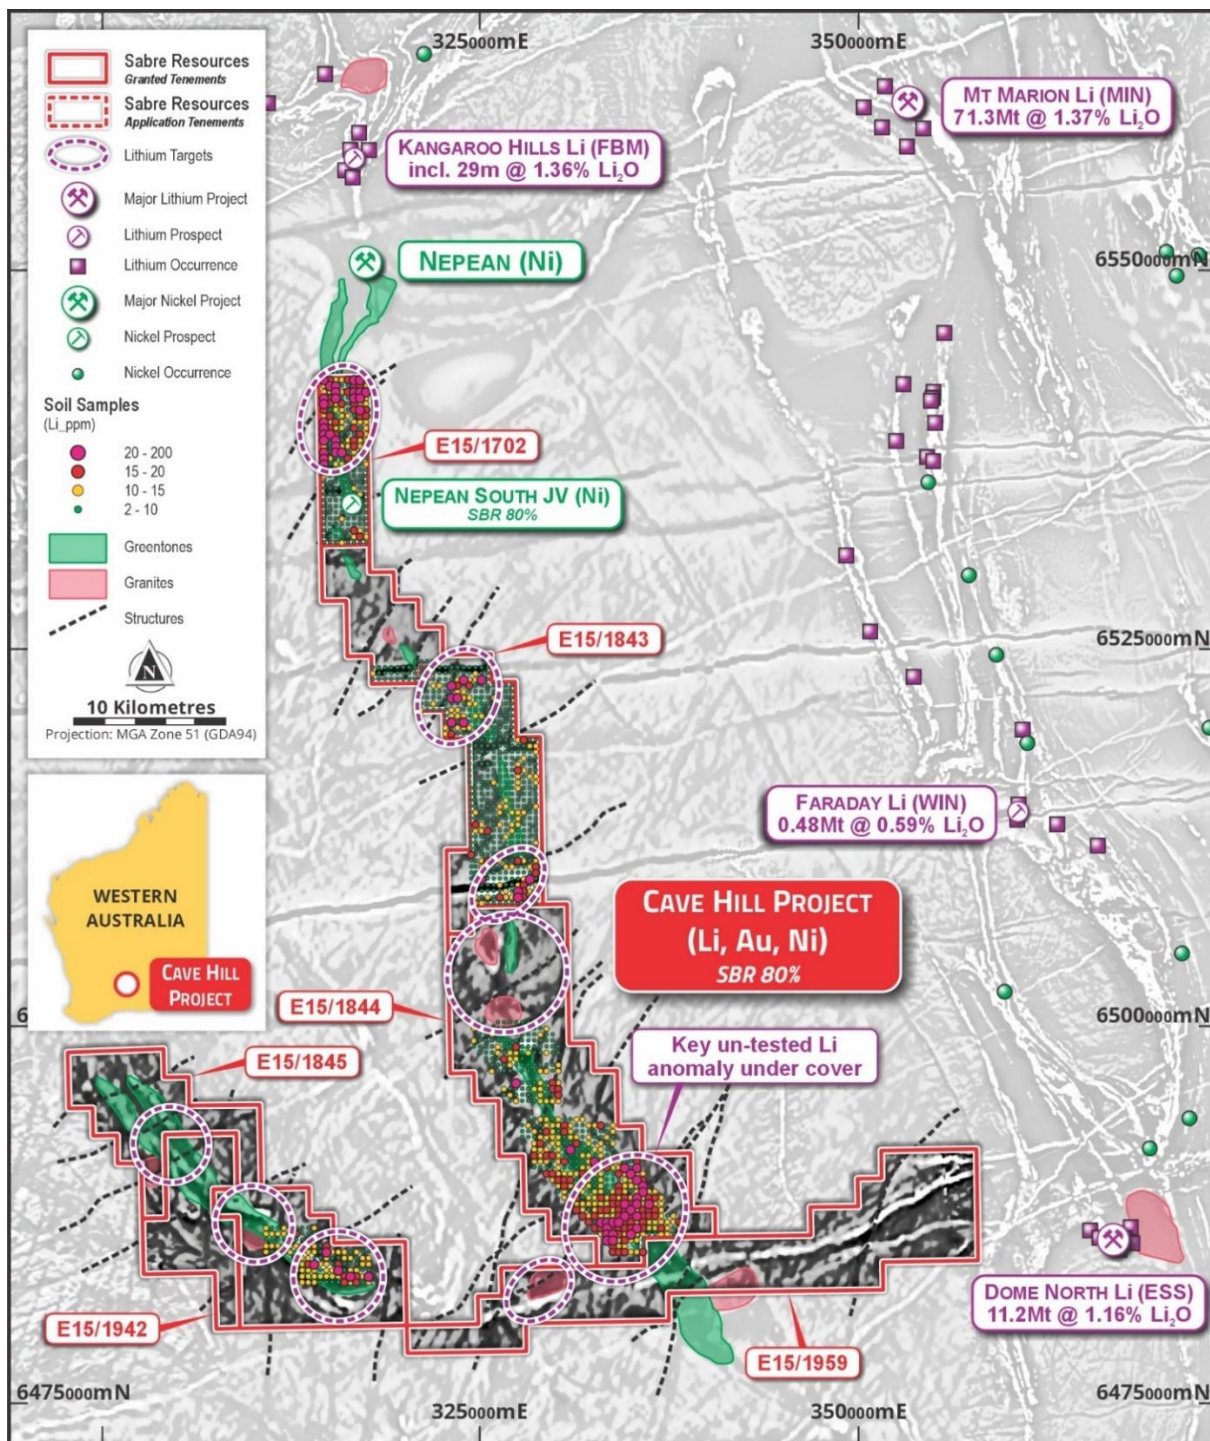 325000mE
350000mE
Sabre Resources
Granted Tenements
Sabre Resources
Application Tenements
Lithium Targets
Major Lithium Project
Lithium Prospect
Lithium Occurrence
Major Nickel Project
Nickel Prospect
Nickel Occurrence
Soil Samples
(Li_ppm)
20 - 200
15 - 20
10 - 15
2 - 10
Greentones
Granites
Structures
N
10 Kilometres
Projection: MGA Zone 51 (GDA94)
MT MARION Li (MIN)
71.3Mt @ 1.37% Li₂O
KANGAROO HILLS Li (FBM)
incl. 29m @ 1.36% Li₂O
NEPEAN (Ni)
6550000mN
E15/1702
NEPEAN SOUTH JV (Ni)
SBR 80%
E15/1843
6525000mN
FARADAY Li (WIN)
0.48Mt @ 0.59% Li₂O
WESTERN
AUSTRALIA
CAVE HILL
PROJECT
CAVE HILL PROJECT
(Li, Au, Ni)
SBR 80%
E15/1844
6
6500000mN
E15/1845
Key un-tested Li
anomaly under cover
DOME NORTH Li (ESS)
11.2Mt @ 1.16% Li₂O
E15/1942
E15/1959
6475000mN
325000mE
350000mE
6475000mN